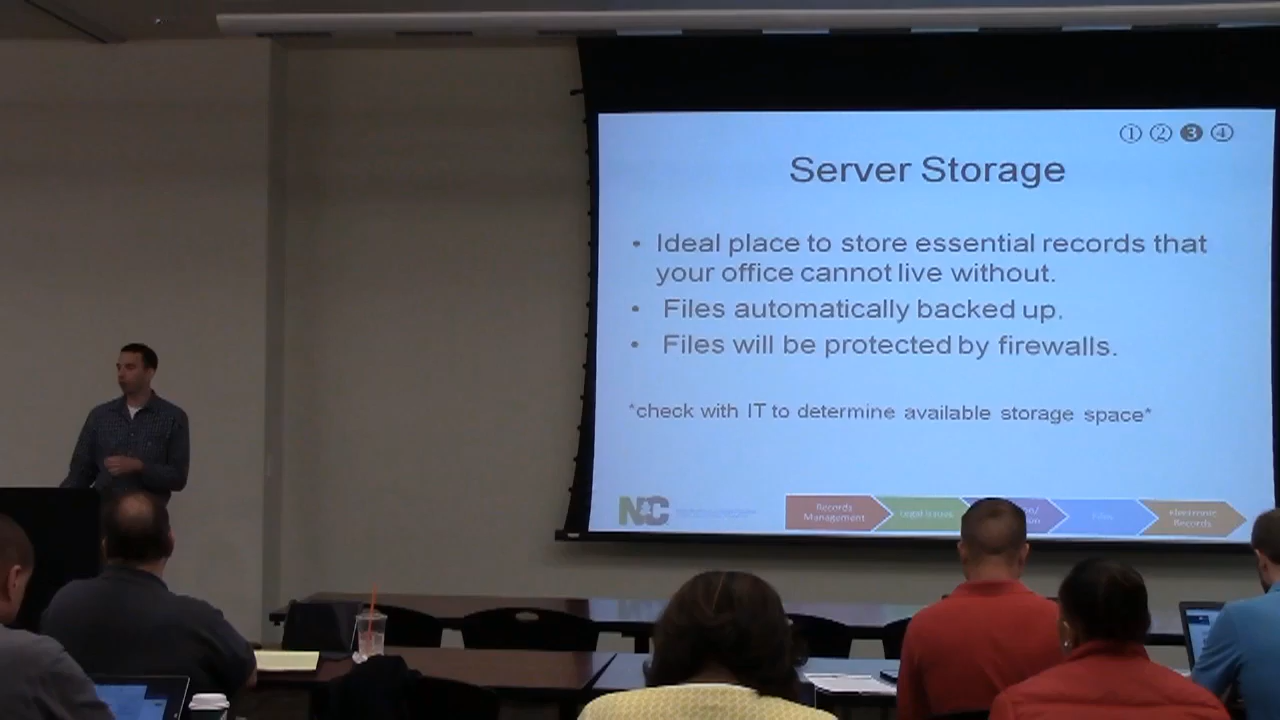 ① ② ❸ ④
Server Storage
• Ideal place to store essential records that
your office cannot live without.
• Files automatically backed up.
• Files will be protected by firewalls.
*check with IT to determine available storage space*
NC
Records
Management
Legal Issues
Files
Electronic
Records